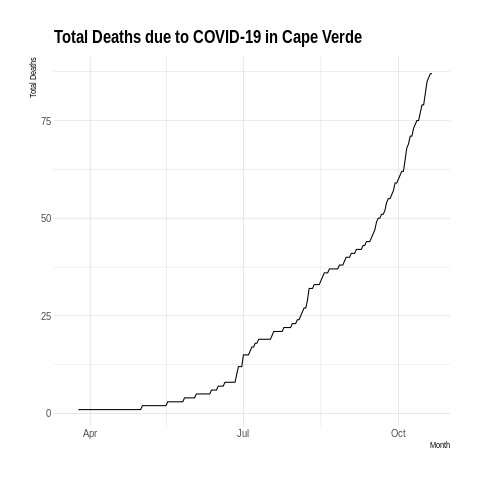 Total Deaths due to COVID-19 in Cape Verde
Total Deaths
75
50
25
0
Apr
Jul
Oct
Month